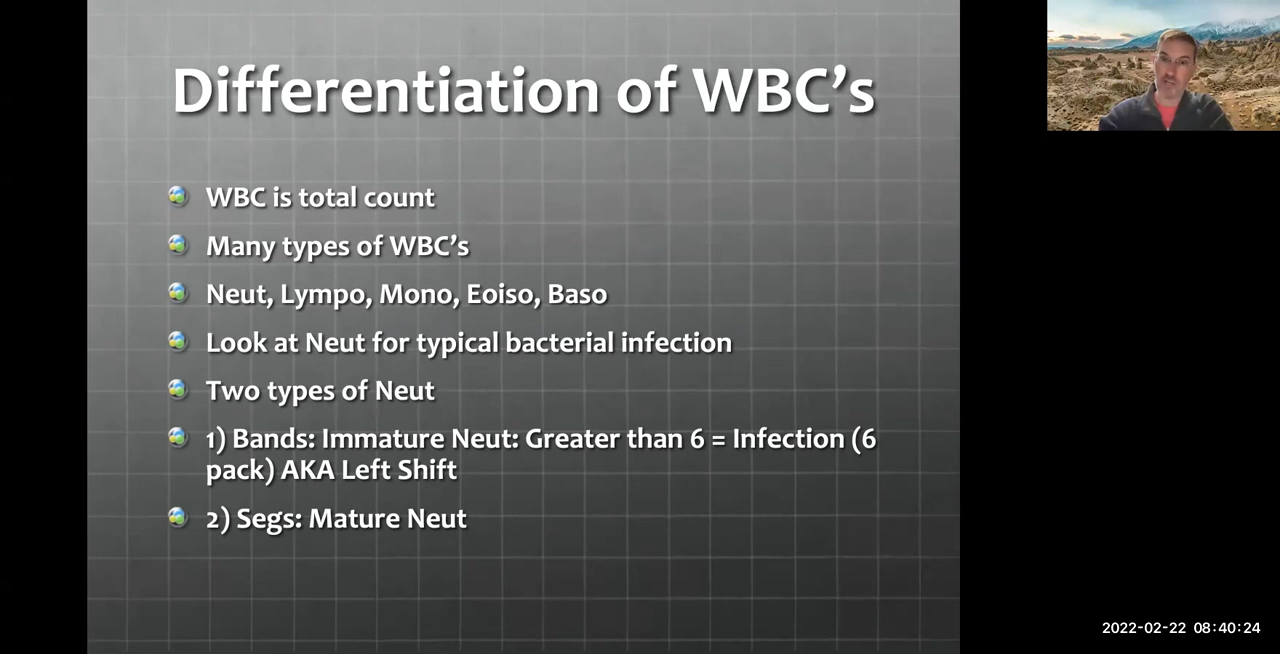 Differentiation of WBC's
WBC is total count
Many types of WBC's
Neut, Lympo, Mono, Eoiso, Baso
Look at Neut for typical bacterial infection
Two types of Neut
1) Bands: Immature Neut: Greater than 6 = Infection (6
pack) AKA Left Shift
2) Segs: Mature Neut
2022-02-22 08:40:24